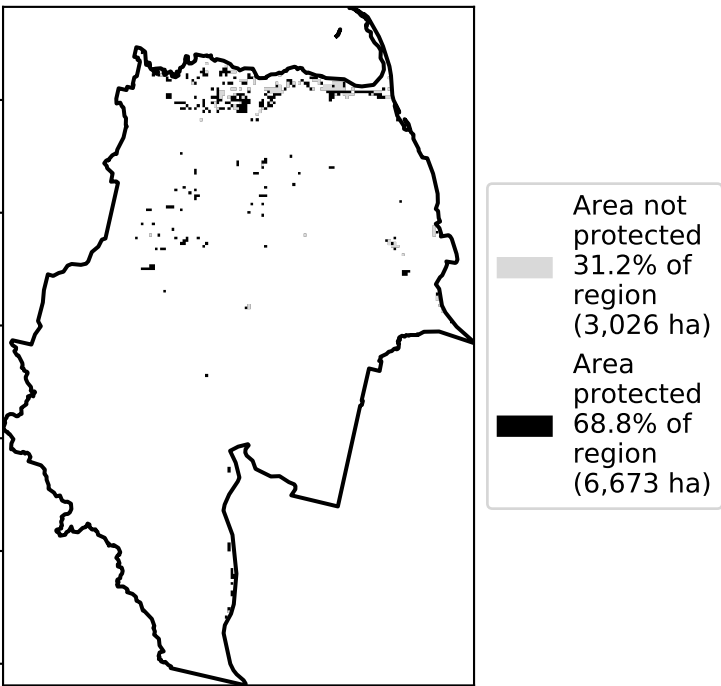 Area not
protected
31.2% of
region
(3,026 ha)
Area
protected
68.8% of
region
(6,673 ha)